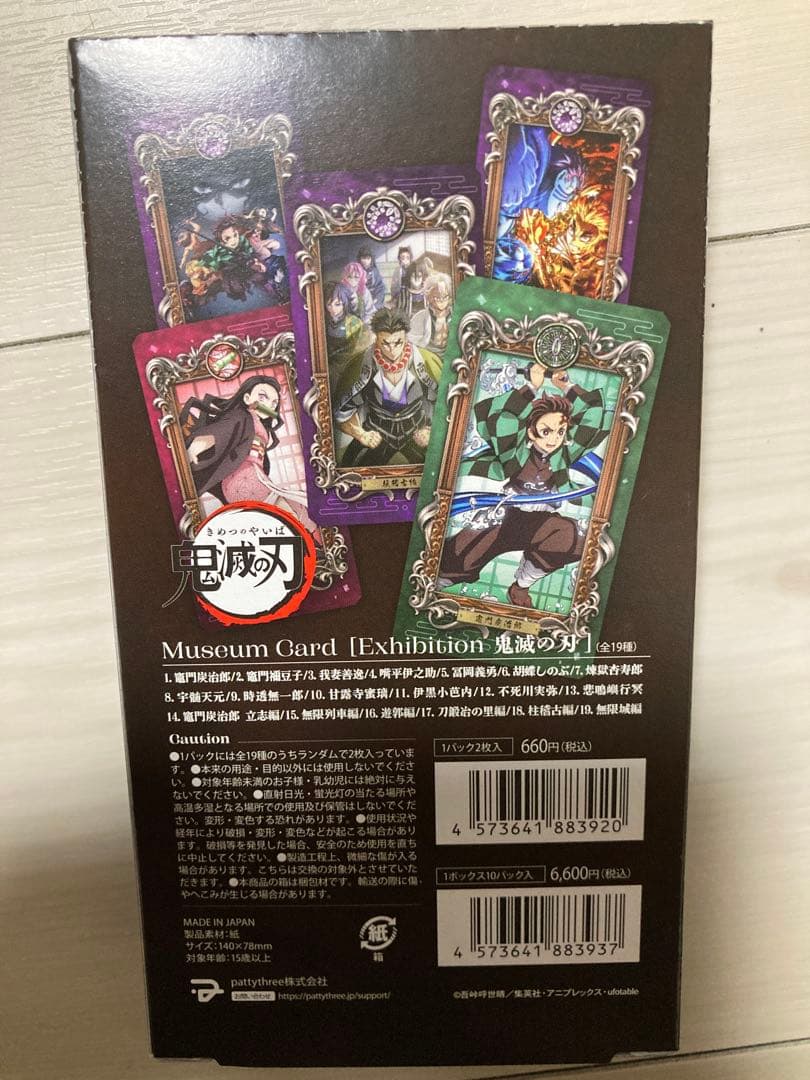 柱稽古編
竈門炭治郎
きめつのやいば
鬼滅の刃
Museum Card [Exhibition 鬼滅の刃](全19種)
1. 竈門炭治郎/2. 竈門禰豆子/3. 我妻善逸/4. 嘴平伊之助/5. 冨岡義勇/6. 胡蝶しのぶ/7. 煉󠄁獄杏寿郎
8. 宇髄天元/9. 時透無一郎/10. 甘露寺蜜璃/11. 伊黒小芭内/12. 不死川実弥/13. 悲鳴嶼行冥
14. 竈門炭治郎 立志編/15. 無限列車編/16. 遊郭編/17. 刀鍛冶の里編/18. 柱稽古編/19. 無限城編
Caution
●1パックには全19種のうちランダムで2枚入っていま
す。●本来の用途・目的以外には使用しないでくださ
い。●対象年齢未満のお子様・乳幼児には絶対に与え
ないでください。●直射日光・蛍光灯の当たる場所や
高温多湿となる場所での使用及び保管はしないでくだ
さい。変形・変色する恐れがあります。●使用状況や
経年により破損・変形・変色などが起こる場合があり
ます。破損等を発見した場合、安全のため使用を直ち
に中止してください。●製造工程上、微細な傷が入る
場合があります。こちらは交換の対象外とさせていた
だきます。●本商品の箱は梱包材です。輸送の際に傷
やへこみが生じる場合があります。
1パック2枚入 660円(税込)
4 573641 883920
1ボックス10パック入 6,600円(税込)
4 573641 883937
MADE IN JAPAN
製品素材:紙
サイズ:140×78mm
対象年齢:15歳以上
紙
箱
pattythree株式会社
お問い合わせ https://pattythree.jp/support/
©吾峠呼世晴/集英社・アニプレックス・ufotable